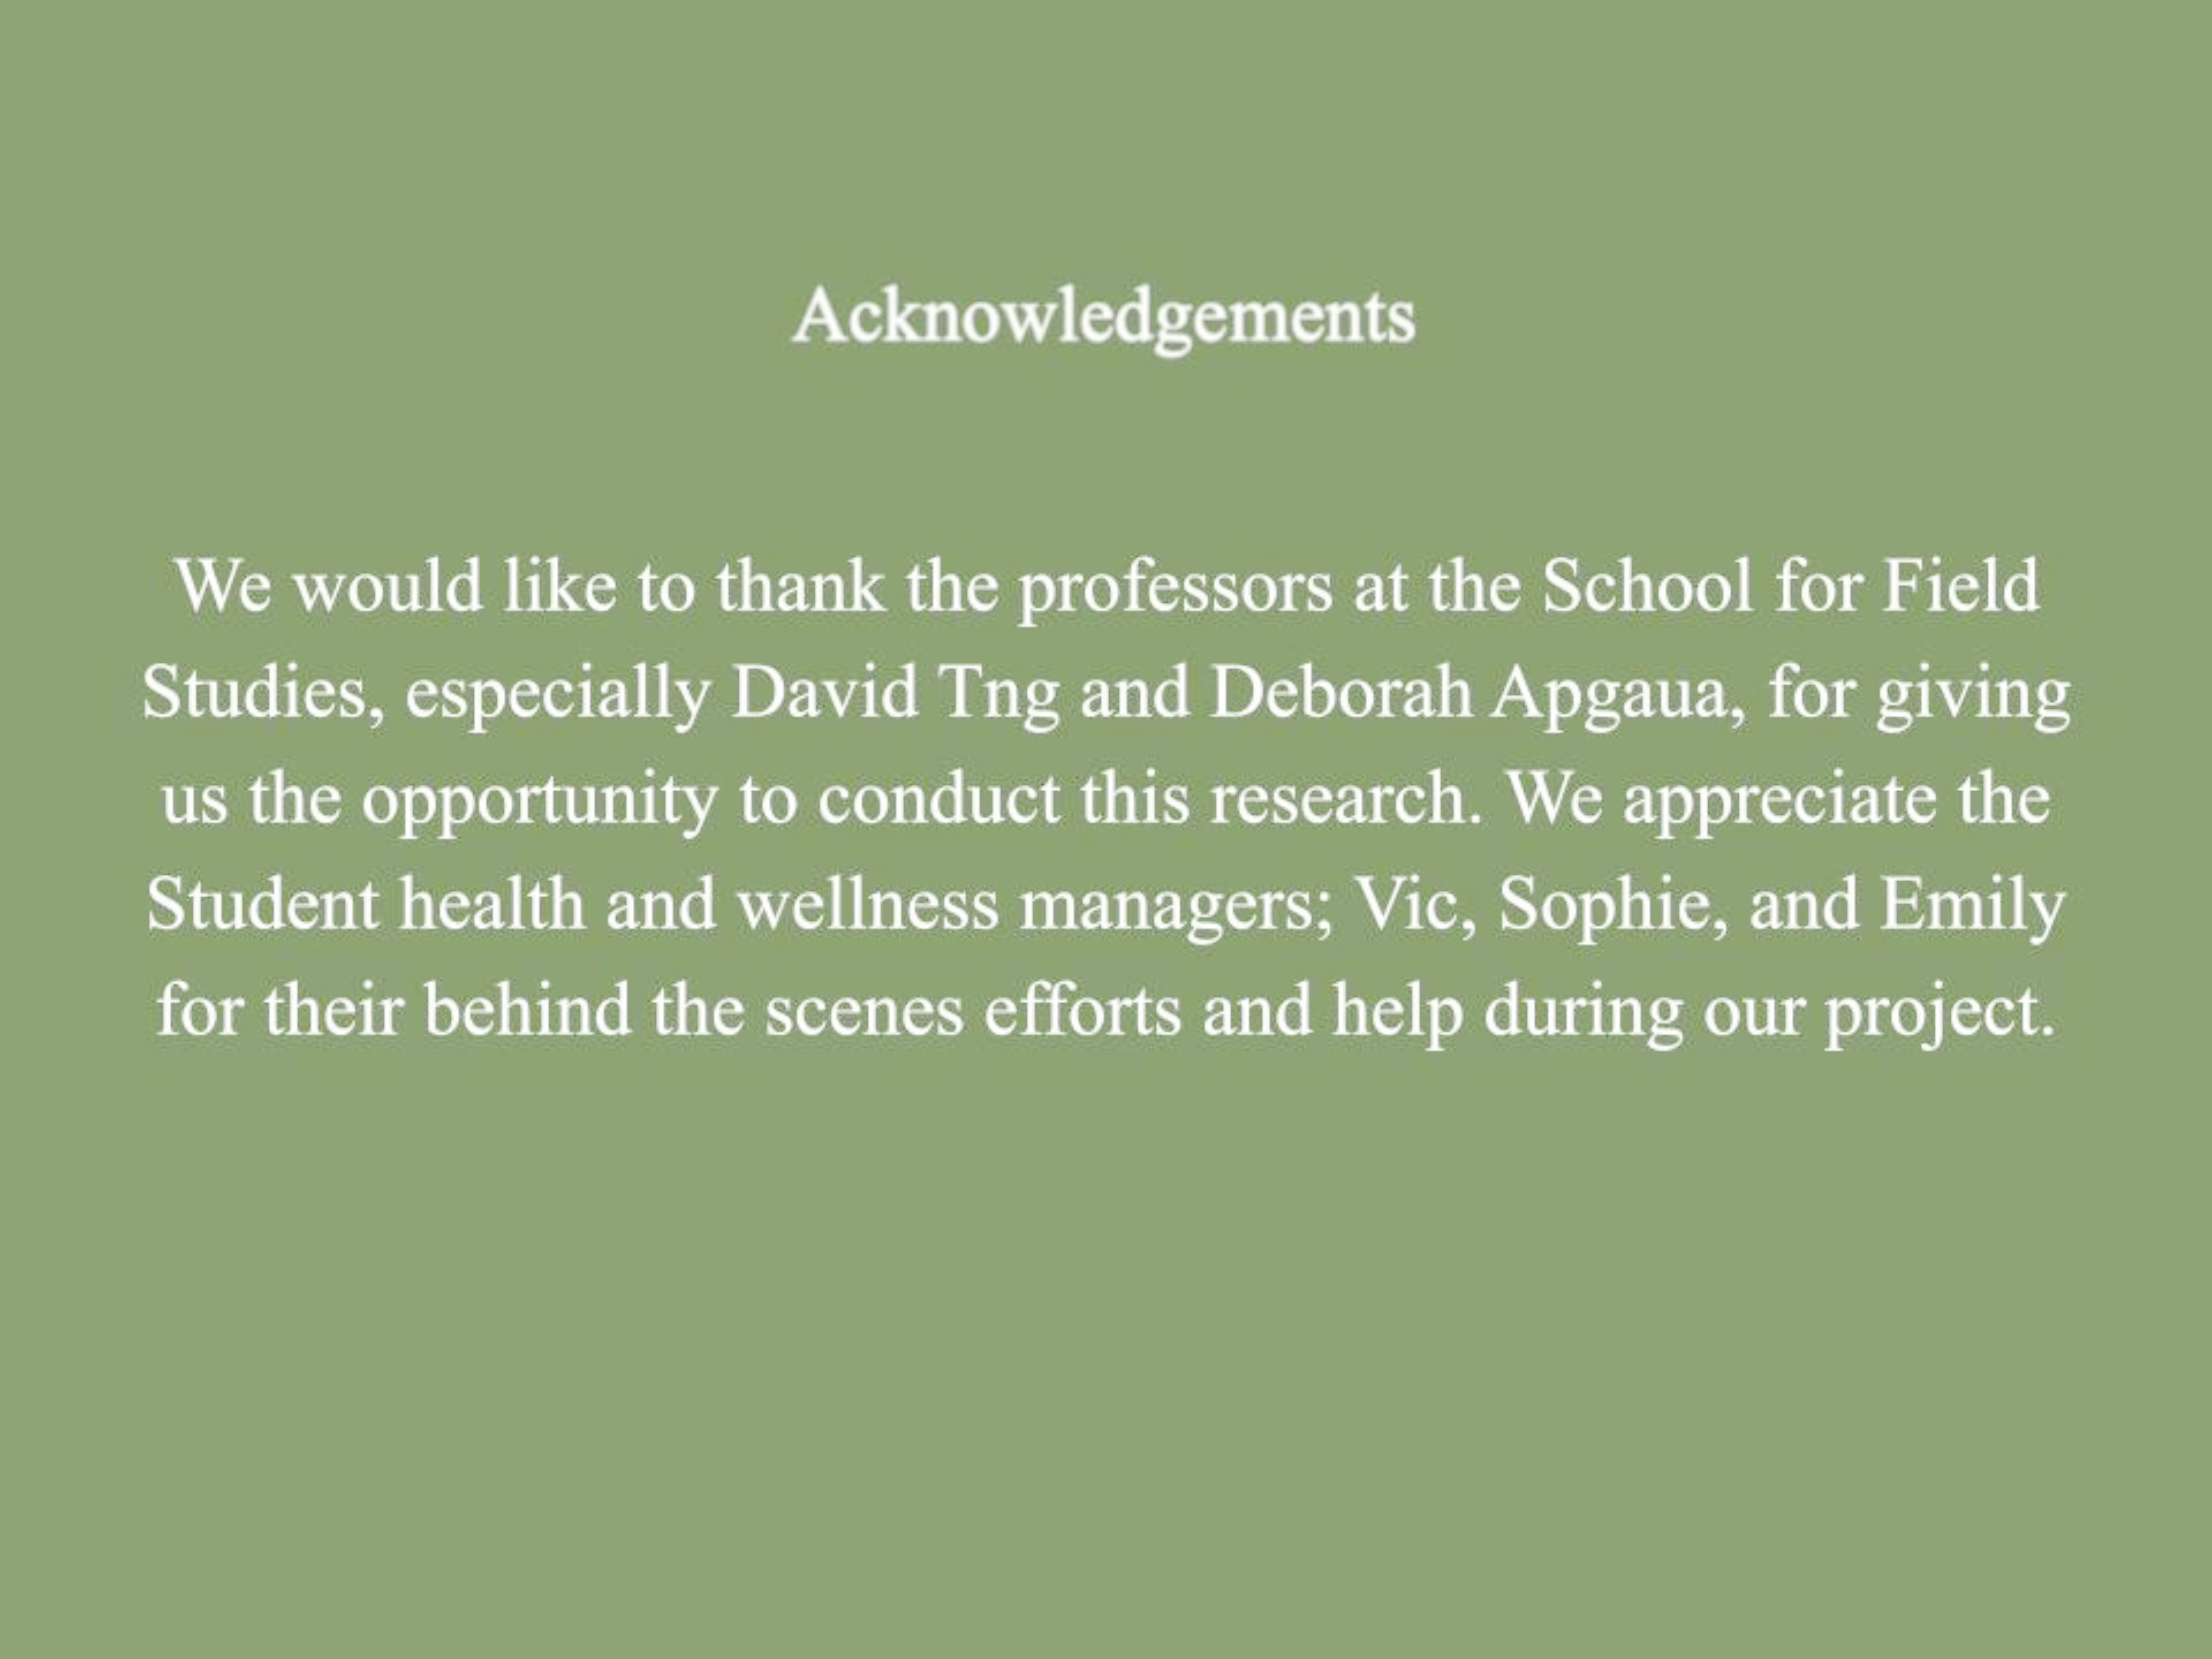 Acknowledgements
We would like to thank the professors at the School for Field
Studies, especially David Tng and Deborah Apgaua, for giving
us the opportunity to conduct this research. We appreciate the
Student health and wellness managers; Vic, Sophie, and Emily
for their behind the scenes efforts and help during our project.